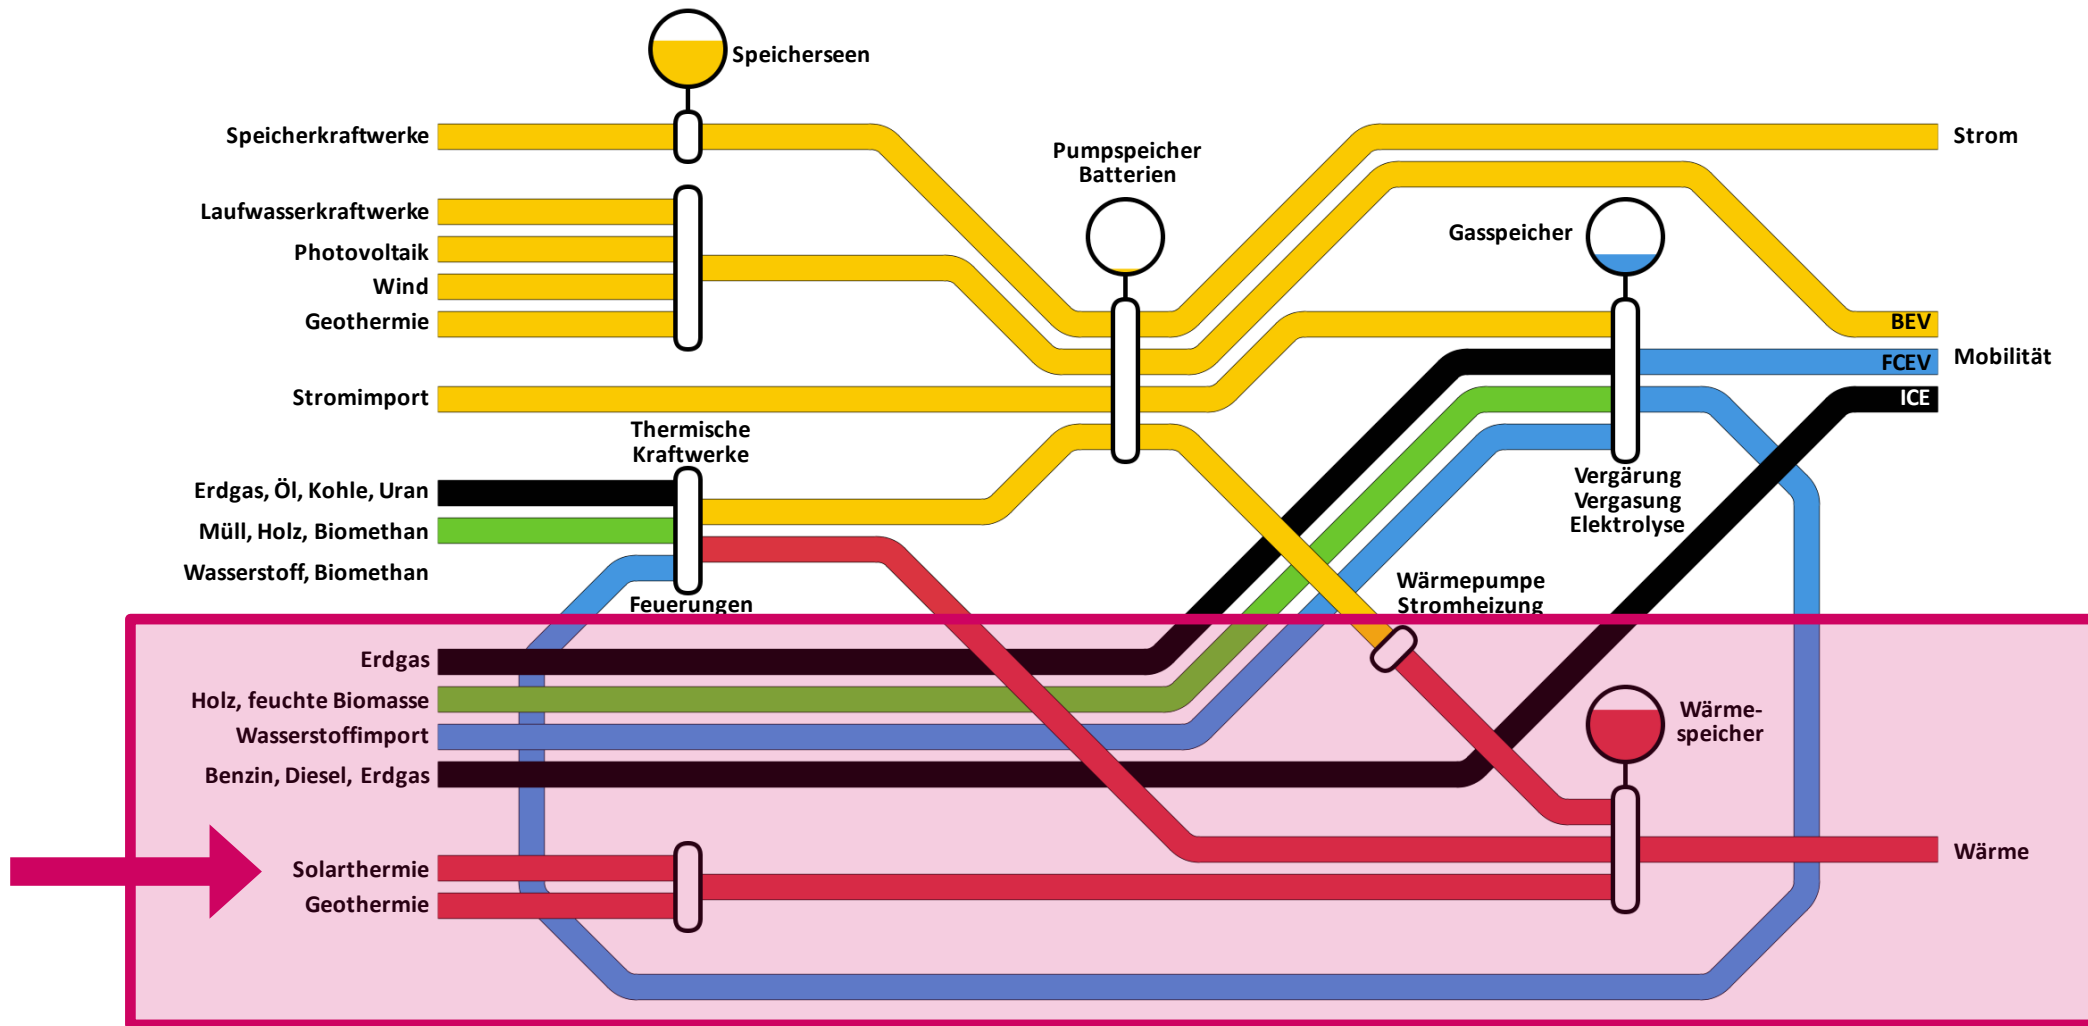 Speicherseen
Speicherkraftwerke
Pumpspeicher
Batterien
Strom
Laufwasserkraftwerke
Photovoltaik
Wind
Geothermie
Gasspeicher
BEV
FCEV
ICE
Mobilität
Stromimport
Thermische
Kraftwerke
Erdgas, Öl, Kohle, Uran
Müll, Holz, Biomethan
Wasserstoff, Biomethan
Feuerungen
Vergärung
Vergasung
Elektrolyse
Wärmepumpe
Stromheizung
Erdgas
Holz, feuchte Biomasse
Wasserstoffimport
Benzin, Diesel, Erdgas
Wärme-
speicher
Solarthermie
Geothermie
Wärme